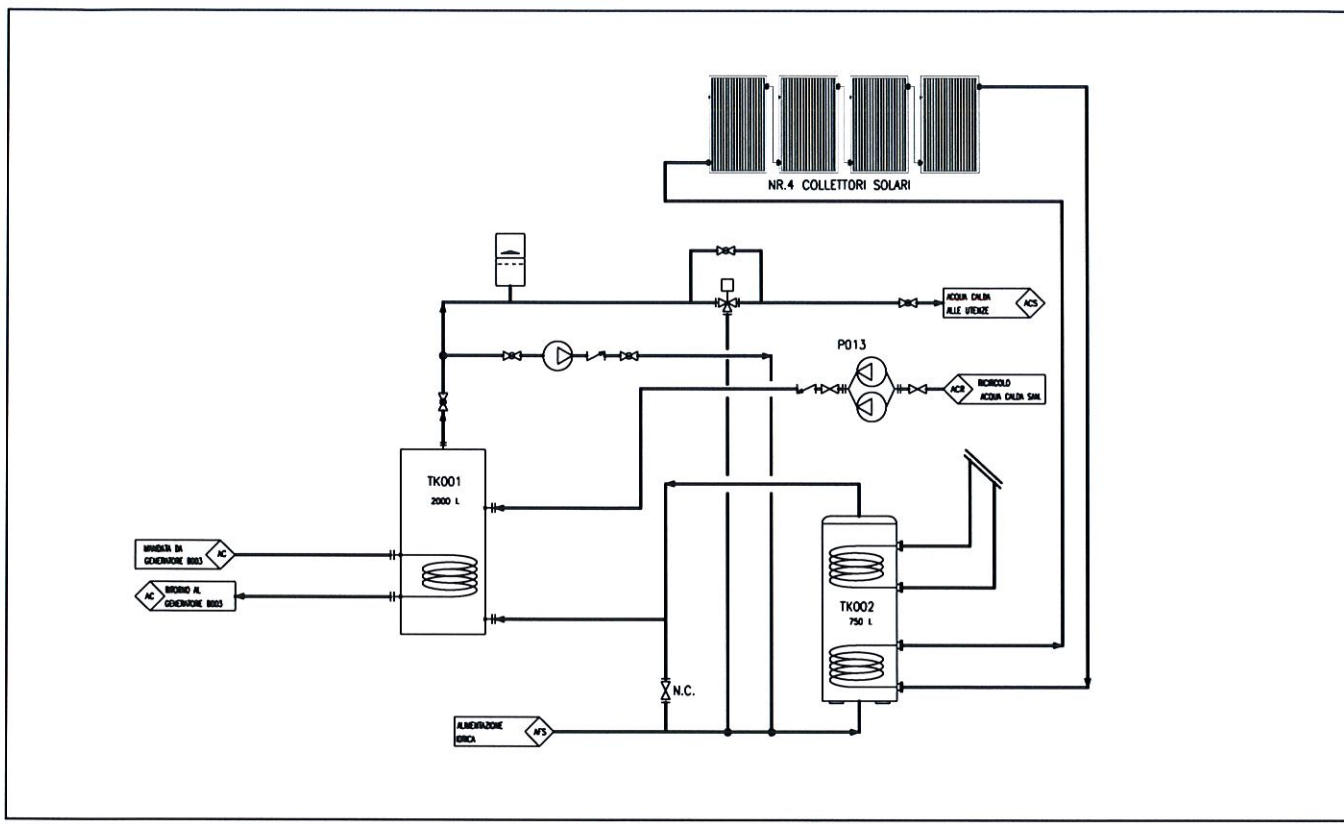 NR.4 COLLETTORI SOLARI
ACQUA CALDA
ALLE UTENZE
ACS
P013
ACR
RICIRCOLO
ACQUA CALDA SAN.
TK001
2000 L
MANDATA DA
GENERATORE B003
AC
AC
RITORNO AL
GENERATORE B003
TK002
750 L
N.C.
ALIMENTAZIONE
IDRICA
AFS